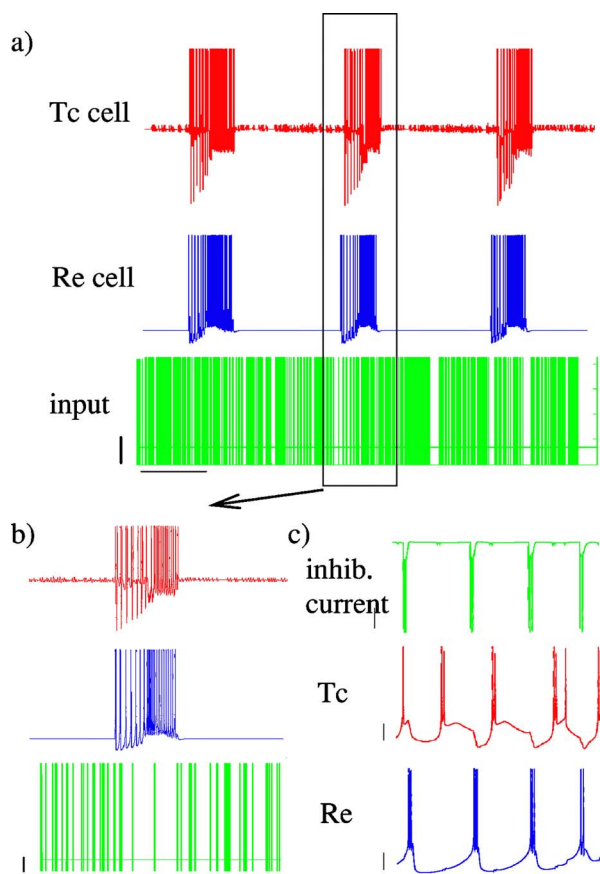 a)
Tc cell
Re cell
input
b)
c)
inhib.
current
Tc
Re